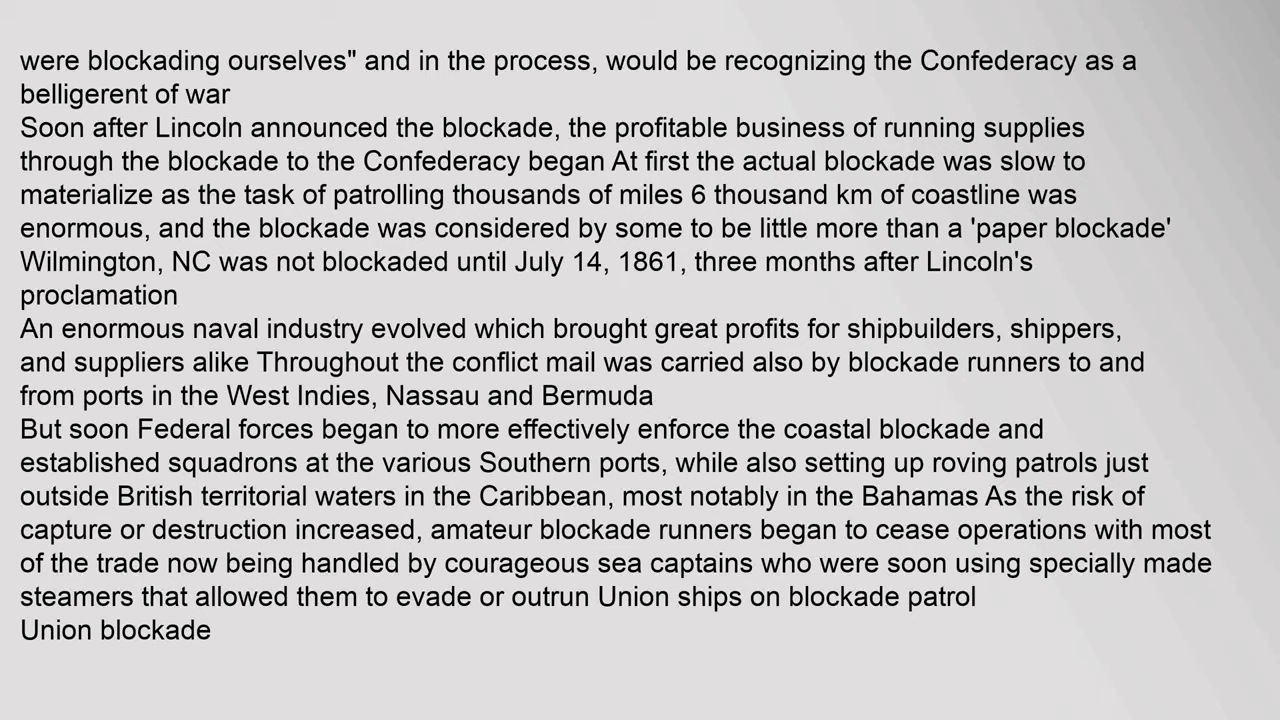 were blockading ourselves" and in the process, would be recognizing the Confederacy as a
belligerent of war
Soon after Lincoln announced the blockade, the profitable business of running supplies
through the blockade to the Confederacy began At first the actual blockade was slow to
materialize as the task of patrolling thousands of miles 6 thousand km of coastline was
enormous, and the blockade was considered by some to be little more than a 'paper blockade'
Wilmington, NC was not blockaded until July 14, 1861, three months after Lincoln's
proclamation
An enormous naval industry evolved which brought great profits for shipbuilders, shippers,
and suppliers alike Throughout the conflict mail was carried also by blockade runners to and
from ports in the West Indies, Nassau and Bermuda
But soon Federal forces began to more effectively enforce the coastal blockade and
established squadrons at the various Southern ports, while also setting up roving patrols just
outside British territorial waters in the Caribbean, most notably in the Bahamas As the risk of
capture or destruction increased, amateur blockade runners began to cease operations with most
of the trade now being handled by courageous sea captains who were soon using specially made
steamers that allowed them to evade or outrun Union ships on blockade patrol
Union blockade